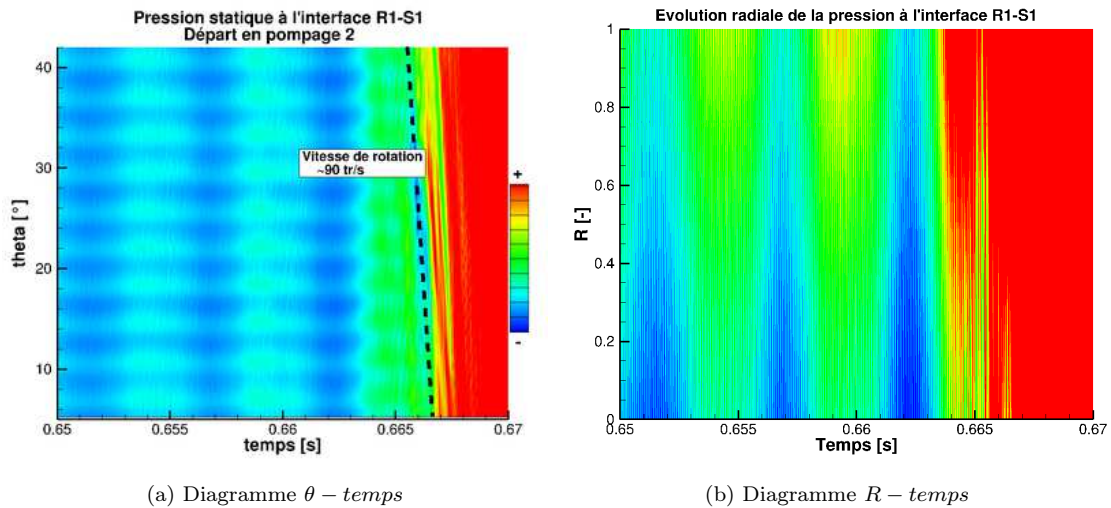 Pression statique à l'interface R1-S1
Départ en pompage 2
40
30
20
10
theta [°]
Vitesse de rotation
~90 tr/s
+
-
0.65
0.655
0.66
0.665
0.67
temps [s]
(a) Diagramme θ − temps
Evolution radiale de la pression à l'interface R1-S1
1
0.8
0.6
0.4
0.2
0
R [-]
0.65
0.655
0.66
0.665
0.67
Temps [s]
(b) Diagramme R − temps